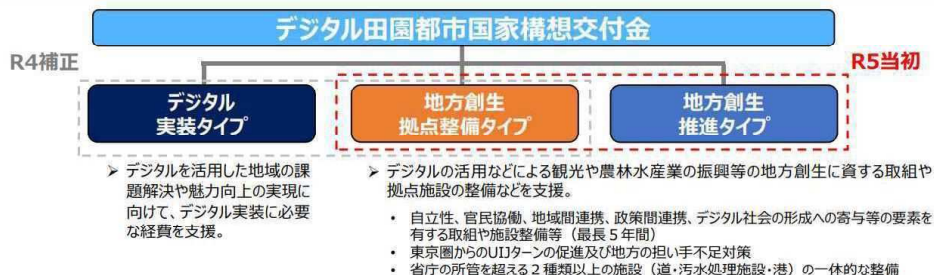 デジタル田園都市国家構想交付金
R4補正
R5当初
デジタル
実装タイプ
地方創生
拠点整備タイプ
地方創生
推進タイプ
➢ デジタルを活用した地域の課
題解決や魅力向上の実現に
向けて、デジタル実装に必要
な経費を支援。
➢ デジタルの活用などによる観光や農林水産業の振興等の地方創生に資する取組や
拠点施設の整備などを支援。
• 自立性、官民協働、地域間連携、政策間連携、デジタル社会の形成への寄与等の要素を
有する取組や施設整備等（最長５年間）
• 東京圏からのUIJターンの促進及び地方の担い手不足対策
• 省庁の所管を超える２種類以上の施設（道・汚水処理施設・港）の一体的な整備